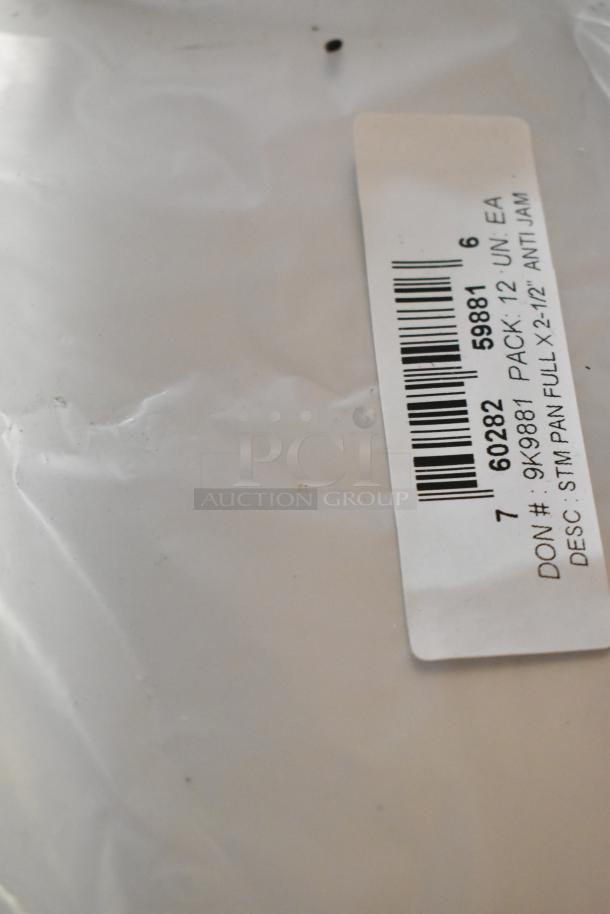 7 60282 59881 6
DON # : 9K9881 PACK: 12 UN: EA
DESC : STM PAN FULL X 2-1/2" ANTI JAM
PCI
AUCTION GROUP